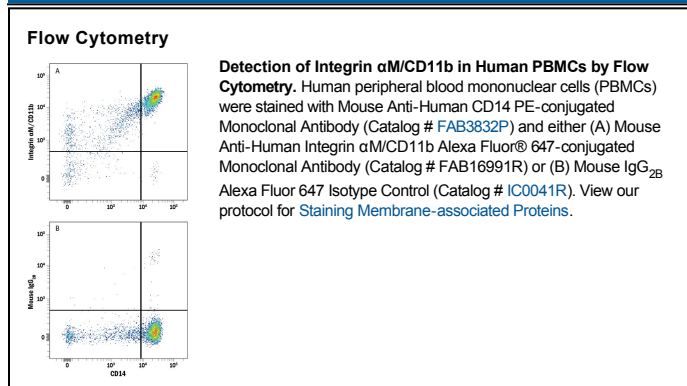 Flow Cytometry
Detection of Integrin αM/CD11b in Human PBMCs by Flow
Cytometry. Human peripheral blood mononuclear cells (PBMCs)
were stained with Mouse Anti-Human CD14 PE-conjugated
Monoclonal Antibody (Catalog # FAB3832P) and either (A) Mouse
Anti-Human Integrin αM/CD11b Alexa Fluor® 647-conjugated
Monoclonal Antibody (Catalog # FAB16991R) or (B) Mouse IgG2B
Alexa Fluor 647 Isotype Control (Catalog # IC0041R). View our
protocol for Staining Membrane-associated Proteins.
A
Integrin αM/CD11b
10⁵
10⁴
10³
0
0 10³ 10⁴ 10⁵
B
Mouse IgG2B
10⁵
10⁴
10³
0
0 10³ 10⁴ 10⁵
CD14